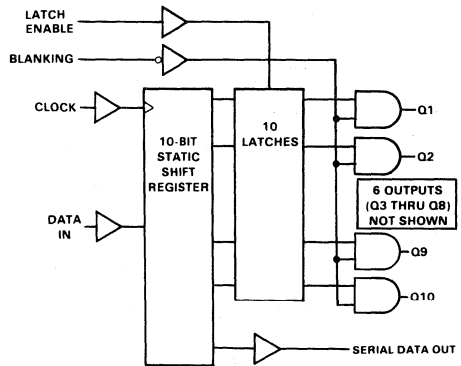 LATCH
ENABLE
BLANKING
CLOCK
10-BIT
STATIC
SHIFT
REGISTER
10
LATCHES
DATA
IN
Q1
Q2
6 OUTPUTS
(Q3 THRU Q8)
NOT SHOWN
Q9
Q10
SERIAL DATA OUT